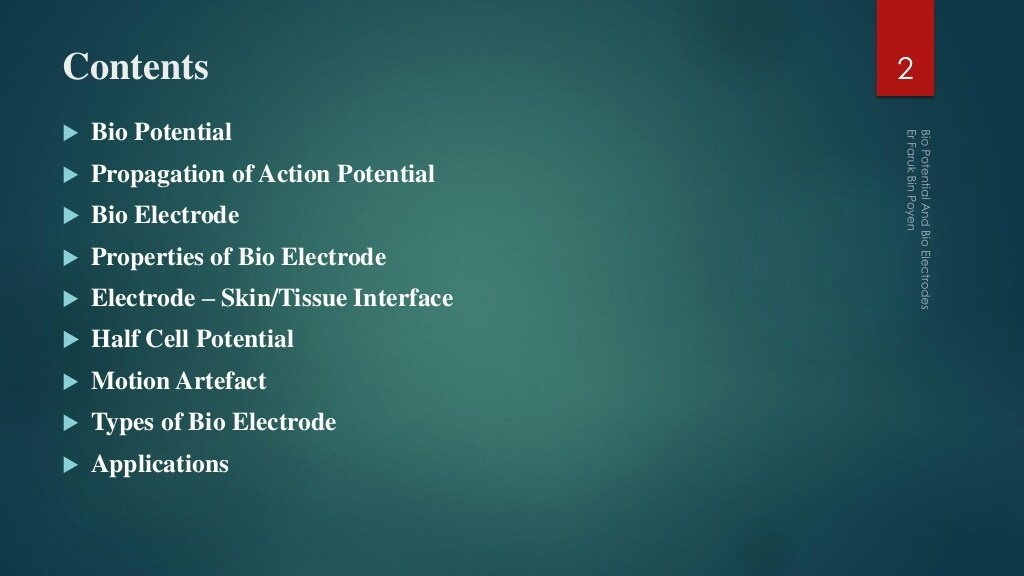 Contents
2
Bio Potential
Propagation of Action Potential
Bio Electrode
Properties of Bio Electrode
Electrode – Skin/Tissue Interface
Half Cell Potential
Motion Artefact
Types of Bio Electrode
Applications
Bio Potential And Bio Electrodes
Er Faruk Bin Poyen